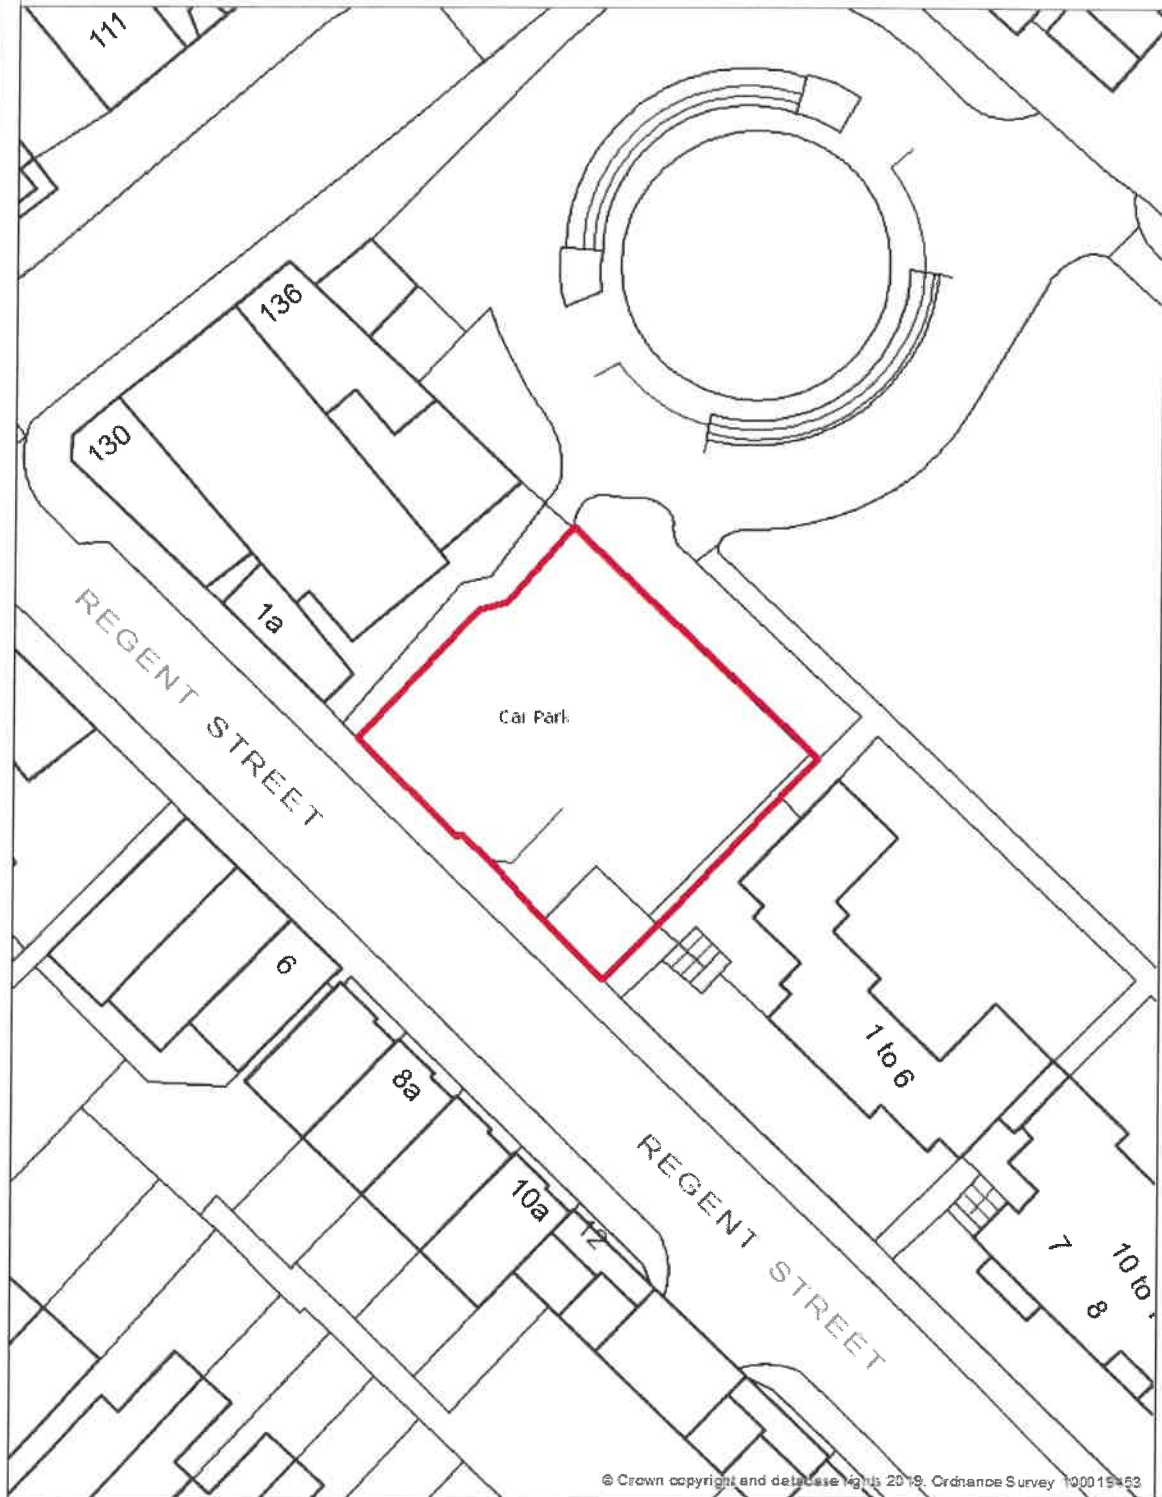 111
136
130
1a
REGENT STREET
Car Park
6
8a
1 to 6
REGENT STREET
10a
12
7
10 to
8
© Crown copyright and database rights 2019. Ordnance Survey 100019453